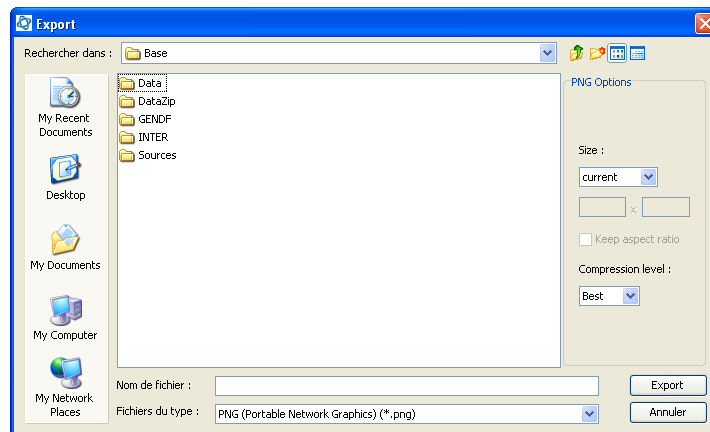 Export
Rechercher dans :
Base
My Recent
Documents
Desktop
My Documents
My Computer
My Network
Places
Data
DataZip
GENDF
INTER
Sources
PNG Options
Size :
current
x
Keep aspect ratio
Compression level :
Best
Nom de fichier :
Export
Fichiers du type :
PNG (Portable Network Graphics) (*.png)
Annuler